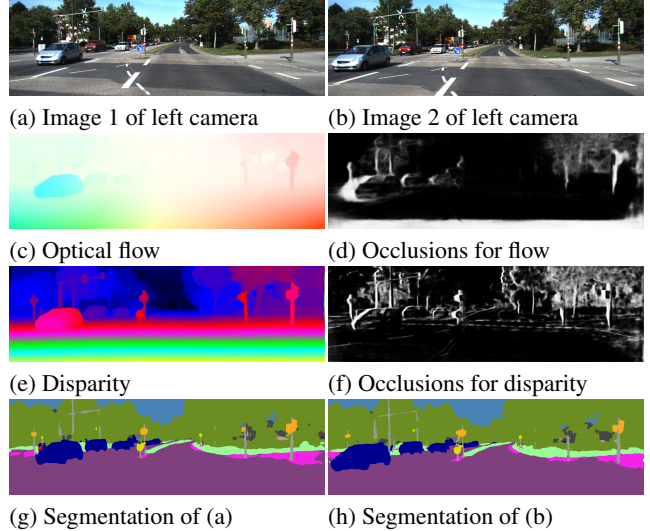 (a) Image 1 of left camera
(b) Image 2 of left camera
(c) Optical flow
(d) Occlusions for flow
(e) Disparity
(f) Occlusions for disparity
(g) Segmentation of (a)
(h) Segmentation of (b)